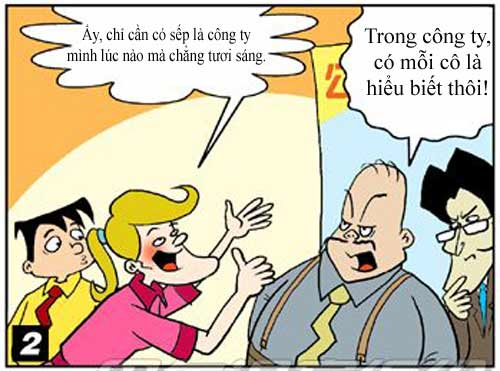 Ấy, chỉ cần có sếp là công ty
mình lúc nào mà chẳng tươi sáng.
Trong công ty,
có mỗi cô là
hiểu biết thôi!
2